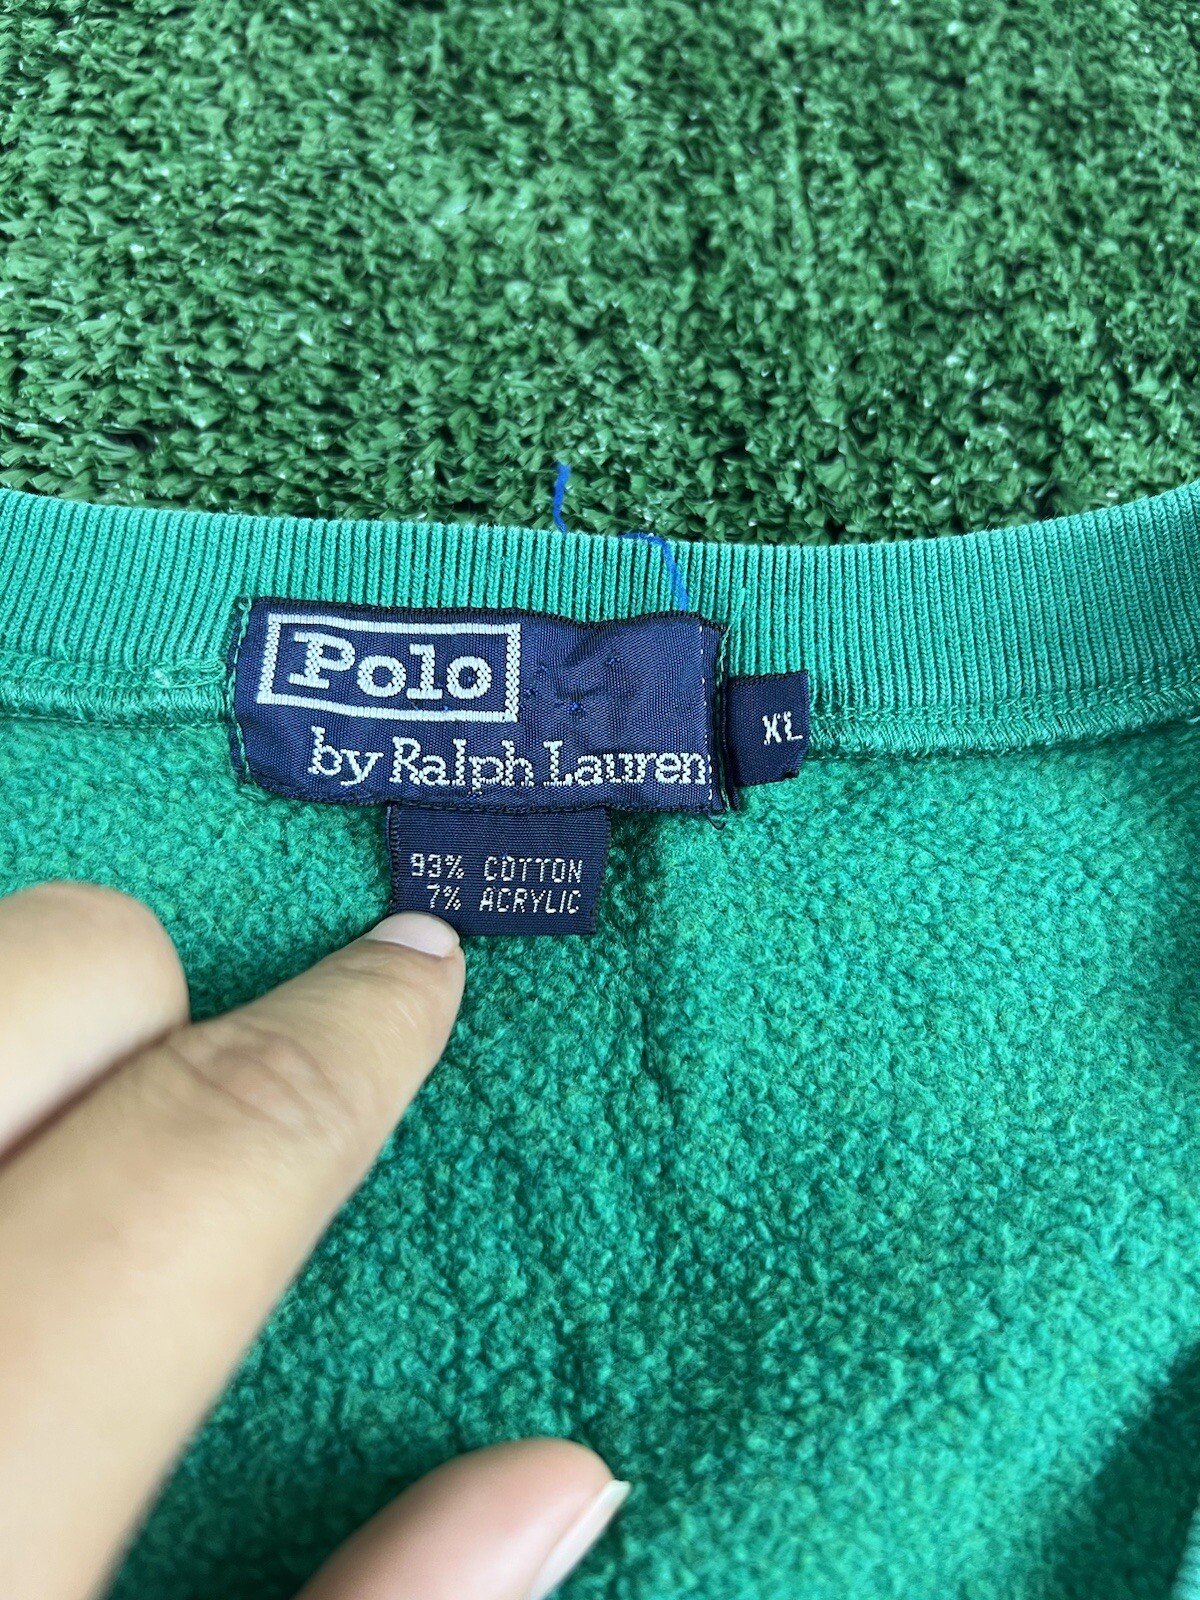 Polo
by Ralph Lauren
XL
93% COTTON
7% ACRYLIC